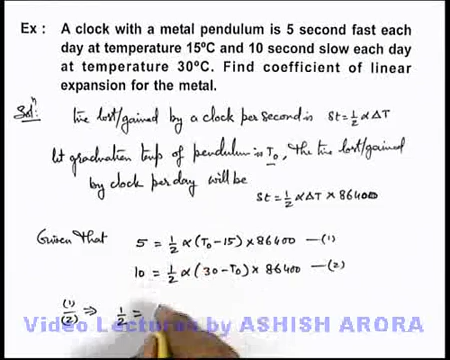 Ex : A clock with a metal pendulum is 5 second fast each
day at temperature 15ºC and 10 second slow each day
at temperature 30ºC. Find coefficient of linear
expansion for the metal.
Solⁿ: time lost/gained by a clock per second is δt = 1/2 α ΔT
let graduation temp of pendulum is T₀, the time lost/gained
by clock per day will be
δt = 1/2 α ΔT × 86400
Given that 5 = 1/2 α (T₀ - 15) × 86400 —(1)
10 = 1/2 α (30 - T₀) × 86400 —(2)
(1)/(2) ⇒ 1/2 =
Video Lectures by ASHISH ARORA